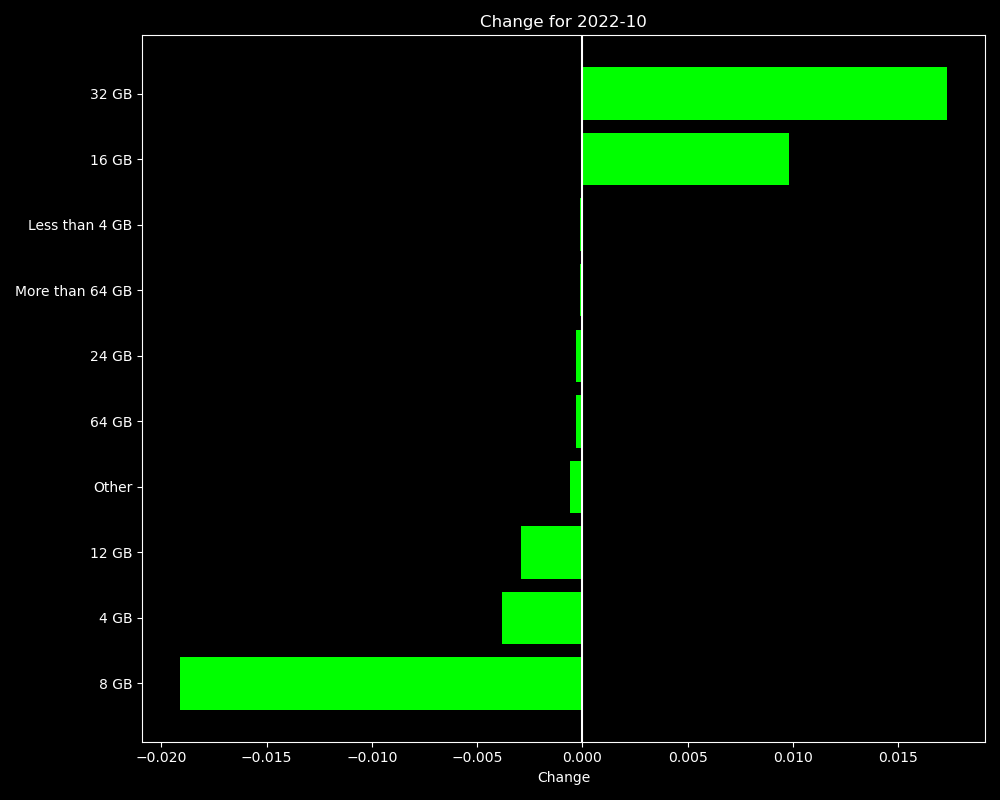 Change for 2022-10
32 GB
16 GB
Less than 4 GB
More than 64 GB
24 GB
64 GB
Other
12 GB
4 GB
8 GB
−0.020 −0.015 −0.010 −0.005 0.000 0.005 0.010 0.015
Change